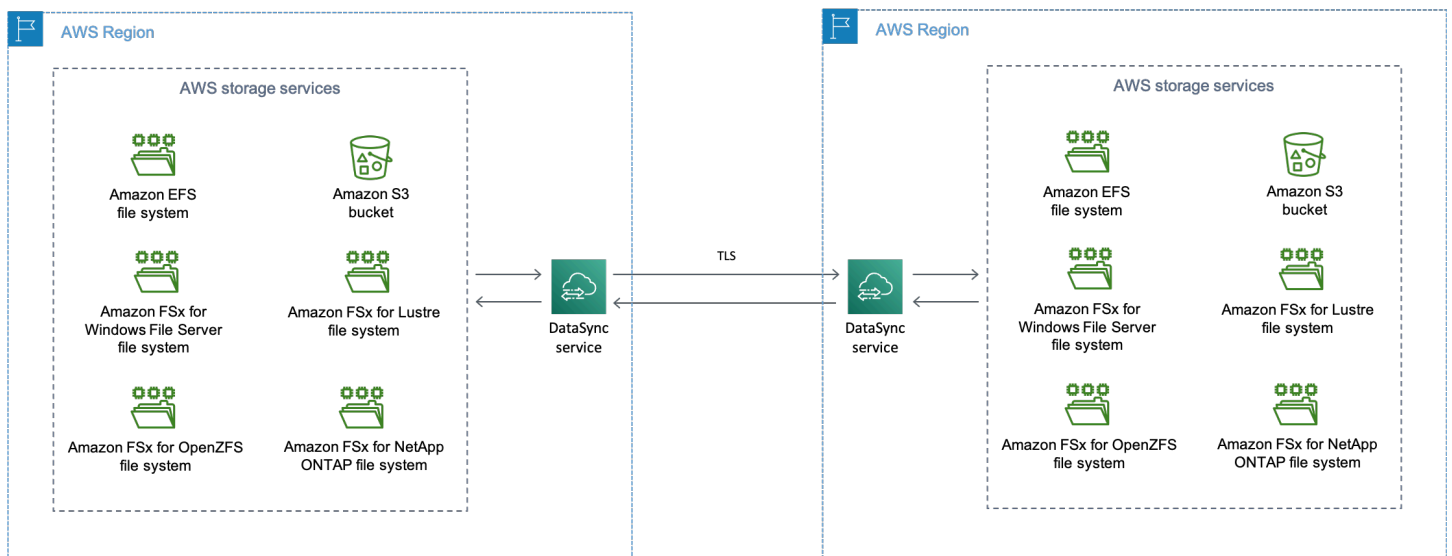 AWS Region
AWS storage services
Amazon EFS
file system
Amazon S3
bucket
Amazon FSx for
Windows File Server
file system
Amazon FSx for Lustre
file system
Amazon FSx for OpenZFS
file system
Amazon FSx for NetApp
ONTAP file system
DataSync
service
TLS
DataSync
service
AWS Region
AWS storage services
Amazon EFS
file system
Amazon S3
bucket
Amazon FSx for
Windows File Server
file system
Amazon FSx for Lustre
file system
Amazon FSx for OpenZFS
file system
Amazon FSx for NetApp
ONTAP file system